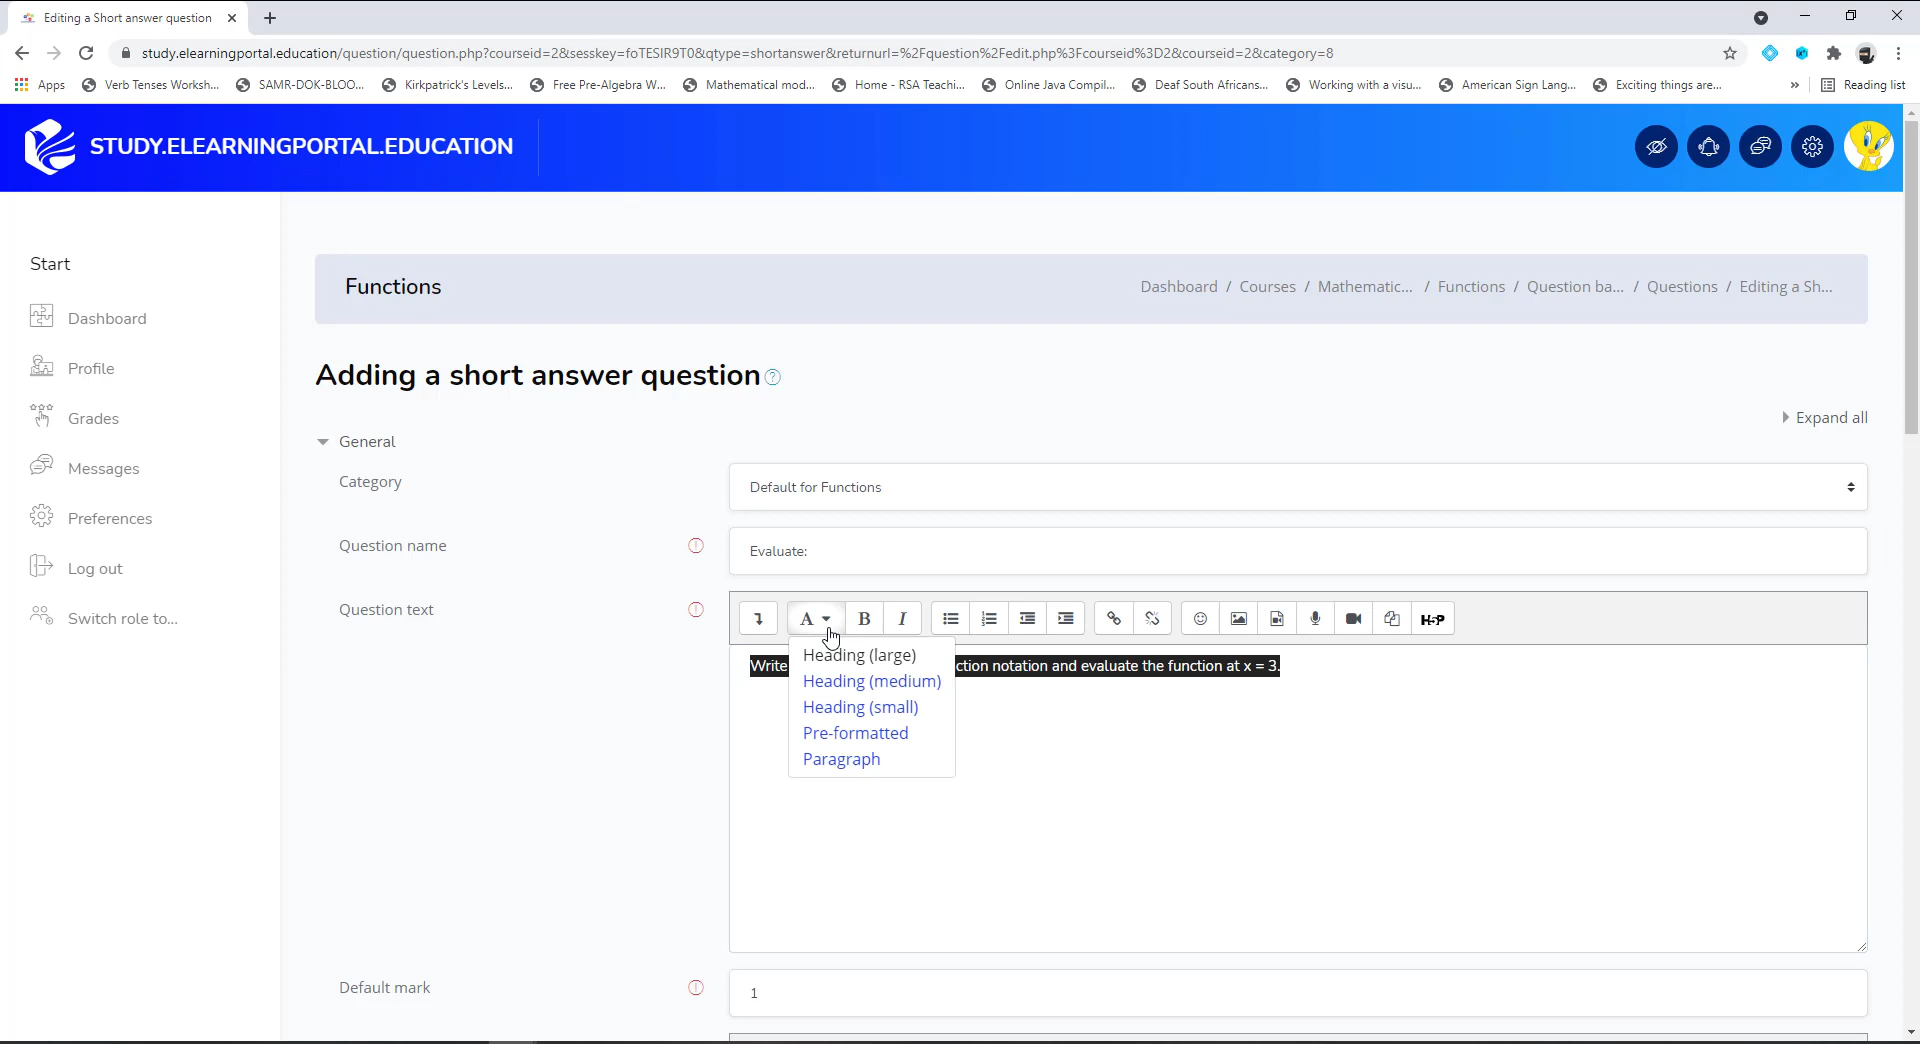 Editing a Short answer question
study.elearningportal.education/question/question.php?courseid=2&sesskey=foTESIR9T0&qtype=shortanswer&returnurl=%2Fquestion%2Fedit.php%3Fcourseid%3D2&courseid=2&category=8
Apps Verb Tenses Worksh... SAMR-DOK-BLOO... Kirkpatrick's Levels... Free Pre-Algebra W... Mathematical mod... Home - RSA Teachi... Online Java Compil... Deaf South Africans... Working with a visu... American Sign Lang... Exciting things are... » Reading list
STUDY.ELEARNINGPORTAL.EDUCATION
Start
Dashboard
Profile
Grades
Messages
Preferences
Log out
Switch role to...
Functions
Dashboard / Courses / Mathematic... / Functions / Question ba... / Questions / Editing a Sh...
Adding a short answer question
Expand all
General
Category
Default for Functions
Question name
Evaluate:
Question text
A B I H-P
Write ction notation and evaluate the function at x = 3.
Heading (large)
Heading (medium)
Heading (small)
Pre-formatted
Paragraph
Default mark
1